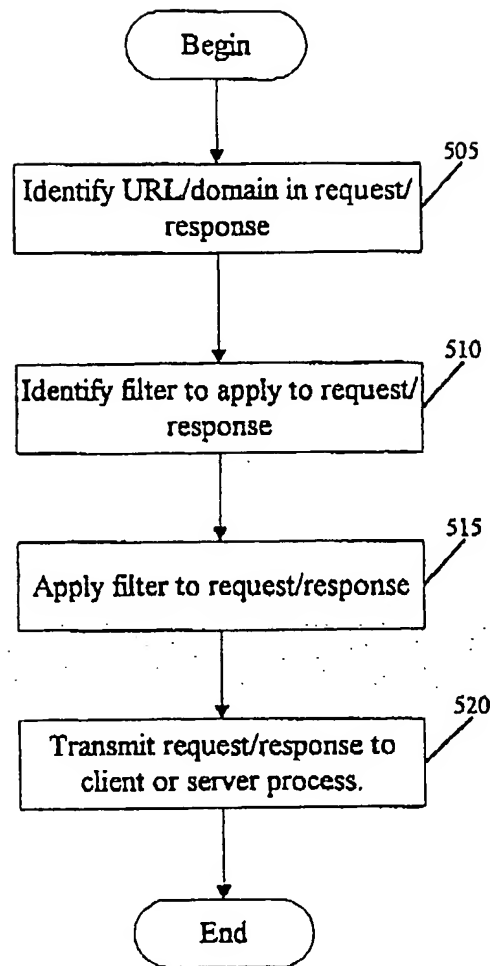 Begin
505
Identify URL/domain in request/
response
510
Identify filter to apply to request/
response
515
Apply filter to request/response
520
Transmit request/response to
client or server process.
End